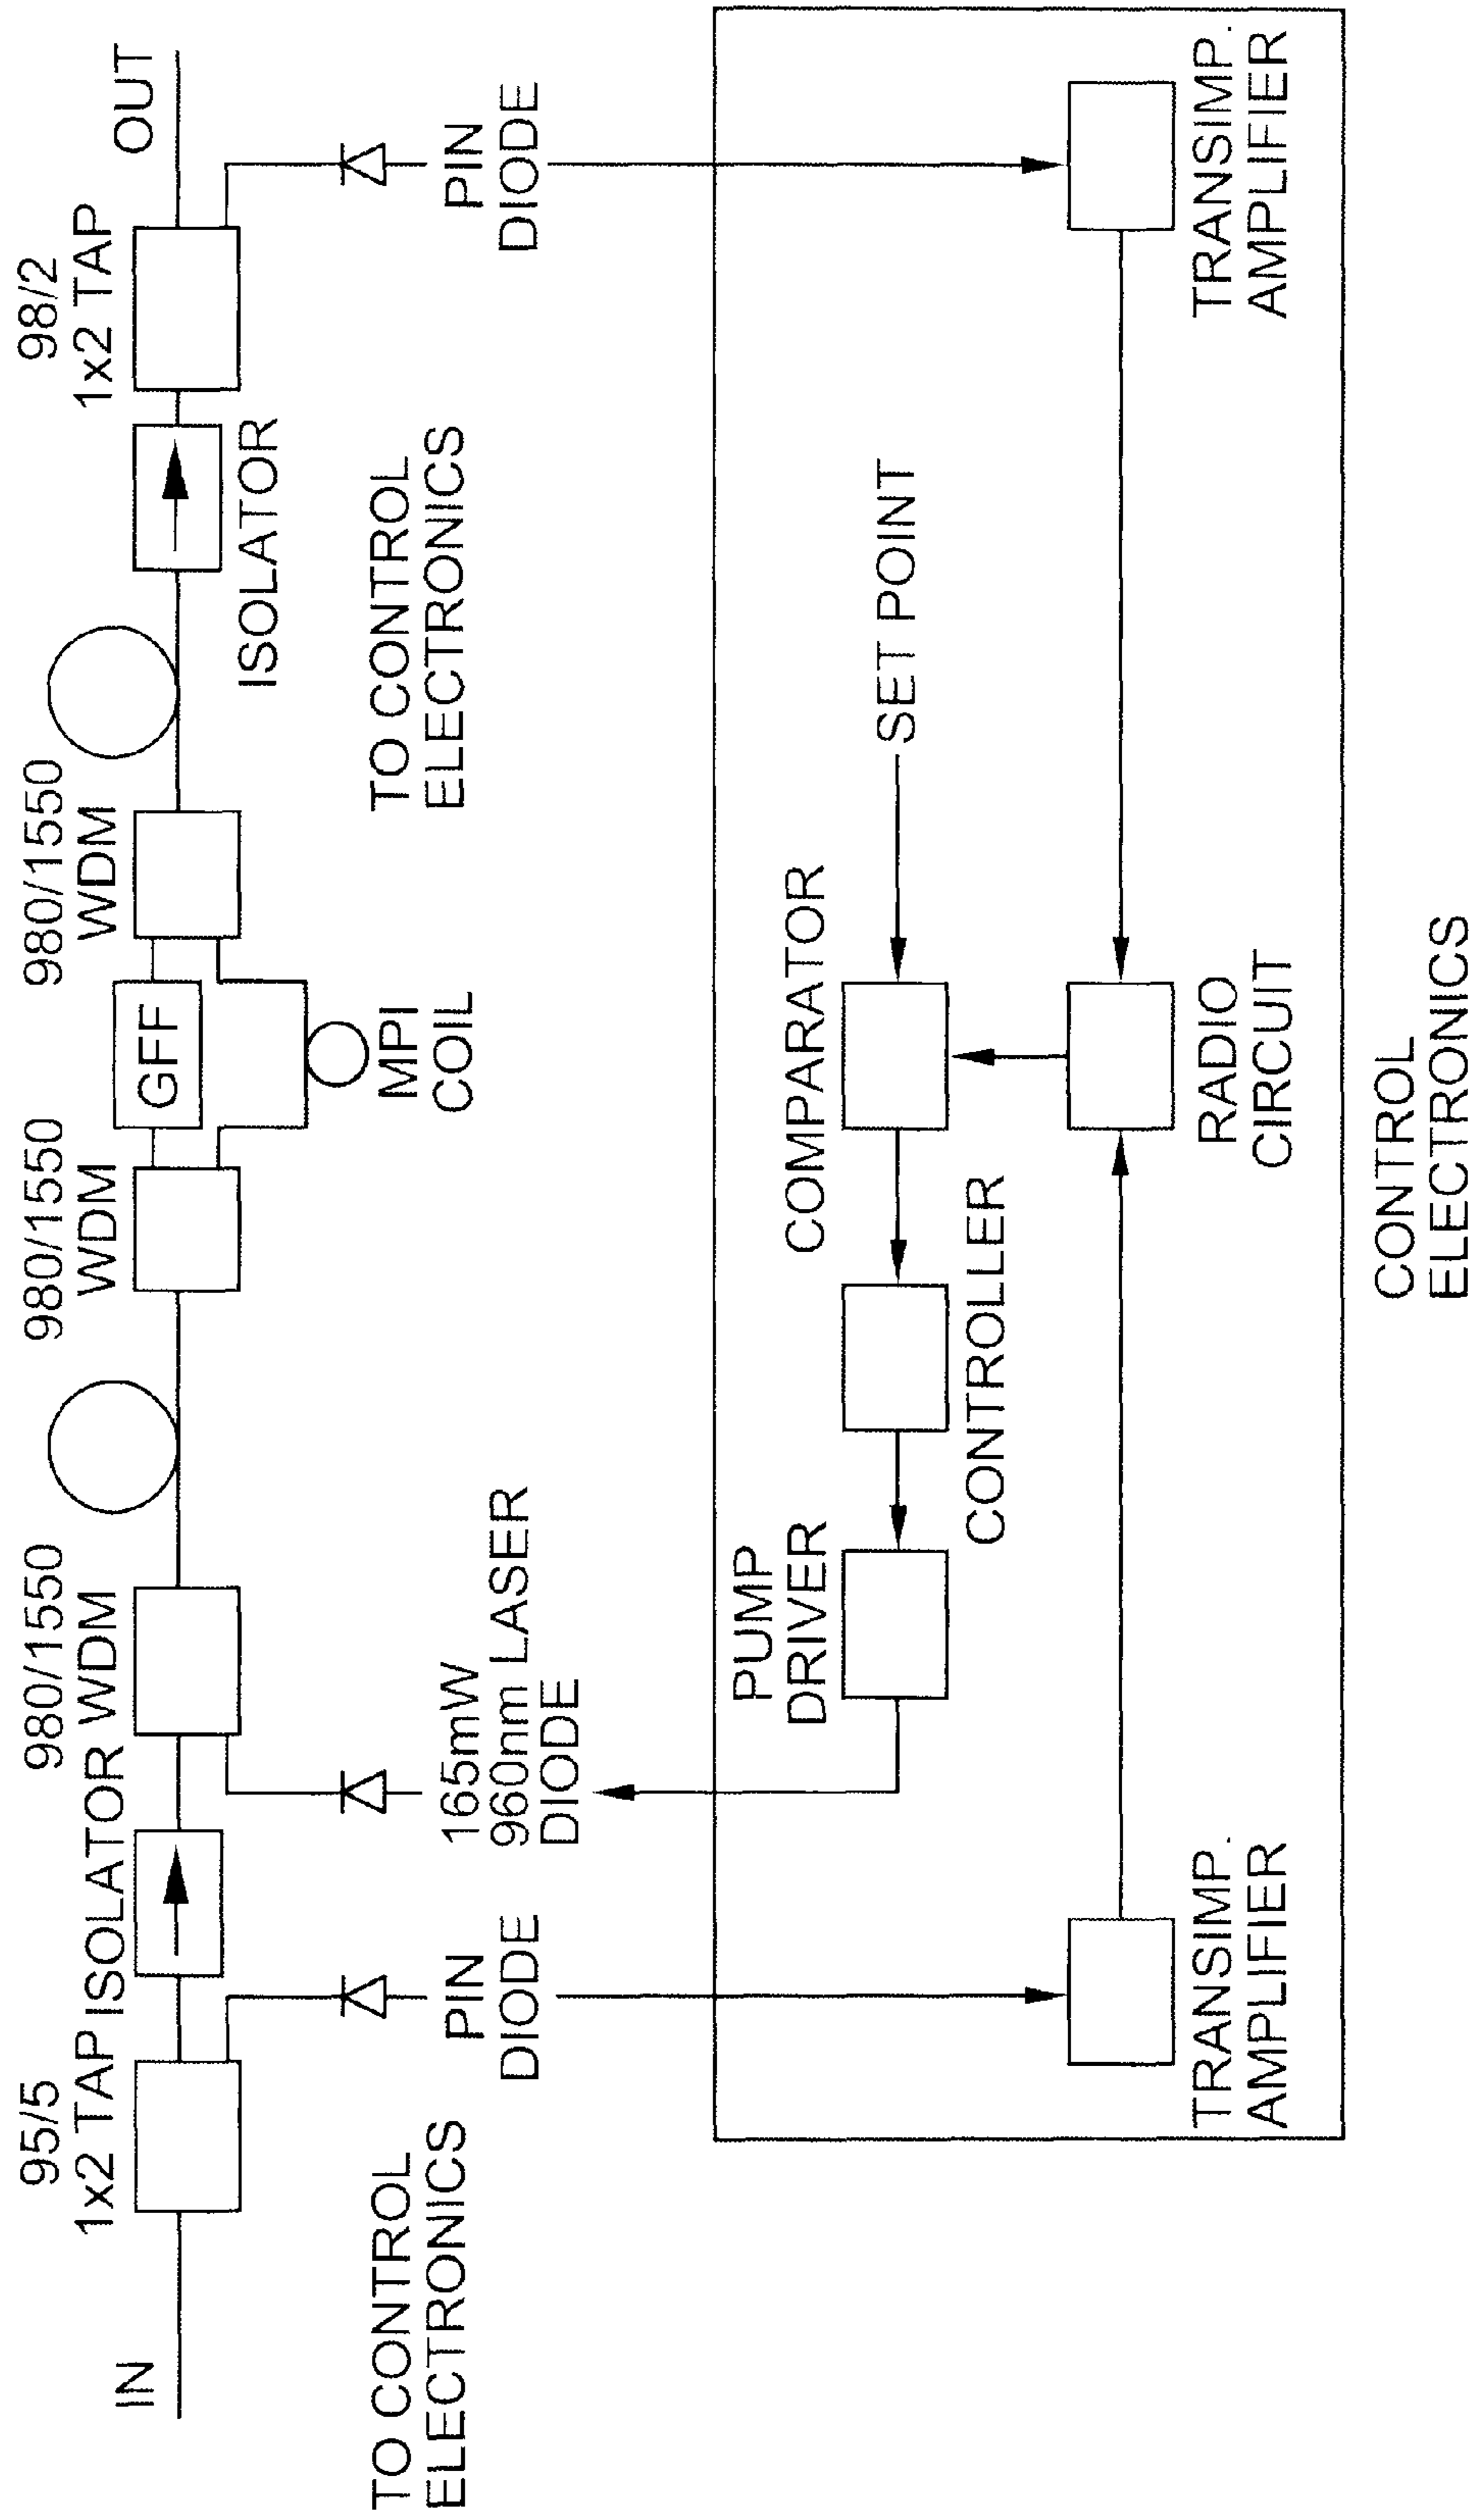 IN
95/5
1x2 TAP
ISOLATOR
980/1550
WDM
980/1550
WDM
GFF
MPI
COIL
980/1550
WDM
ISOLATOR
98/2
1x2 TAP
OUT
TO CONTROL
ELECTRONICS
PIN
DIODE
165mW
960nm LASER
DIODE
TO CONTROL
ELECTRONICS
PIN
DIODE
PUMP
DRIVER
CONTROLLER
COMPARATOR
SET POINT
TRANSIMP.
AMPLIFIER
RADIO
CIRCUIT
TRANSIMP.
AMPLIFIER
CONTROL
ELECTRONICS